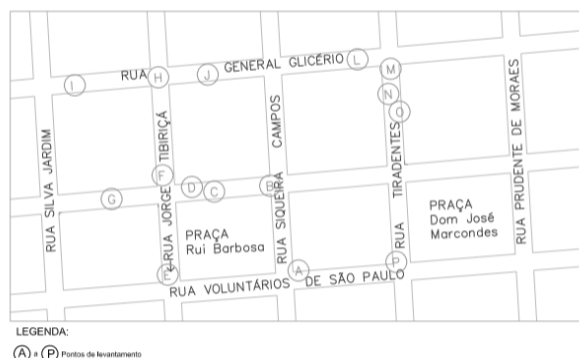 RUA GENERAL GLICÉRIO
I
H
J
L
M
N
O
RUA SILVA JARDIM
RUA JORGE TIBIRIÇÁ
RUA SIQUEIRA CAMPOS
RUA TIRADENTES
RUA PRUDENTE DE MORAES
F
D
C
B
G
PRAÇA
Rui Barbosa
PRAÇA
Dom José
Marcondes
E
A
P
RUA VOLUNTÁRIOS DE SÃO PAULO
LEGENDA:
A a P Pontos de levantamento